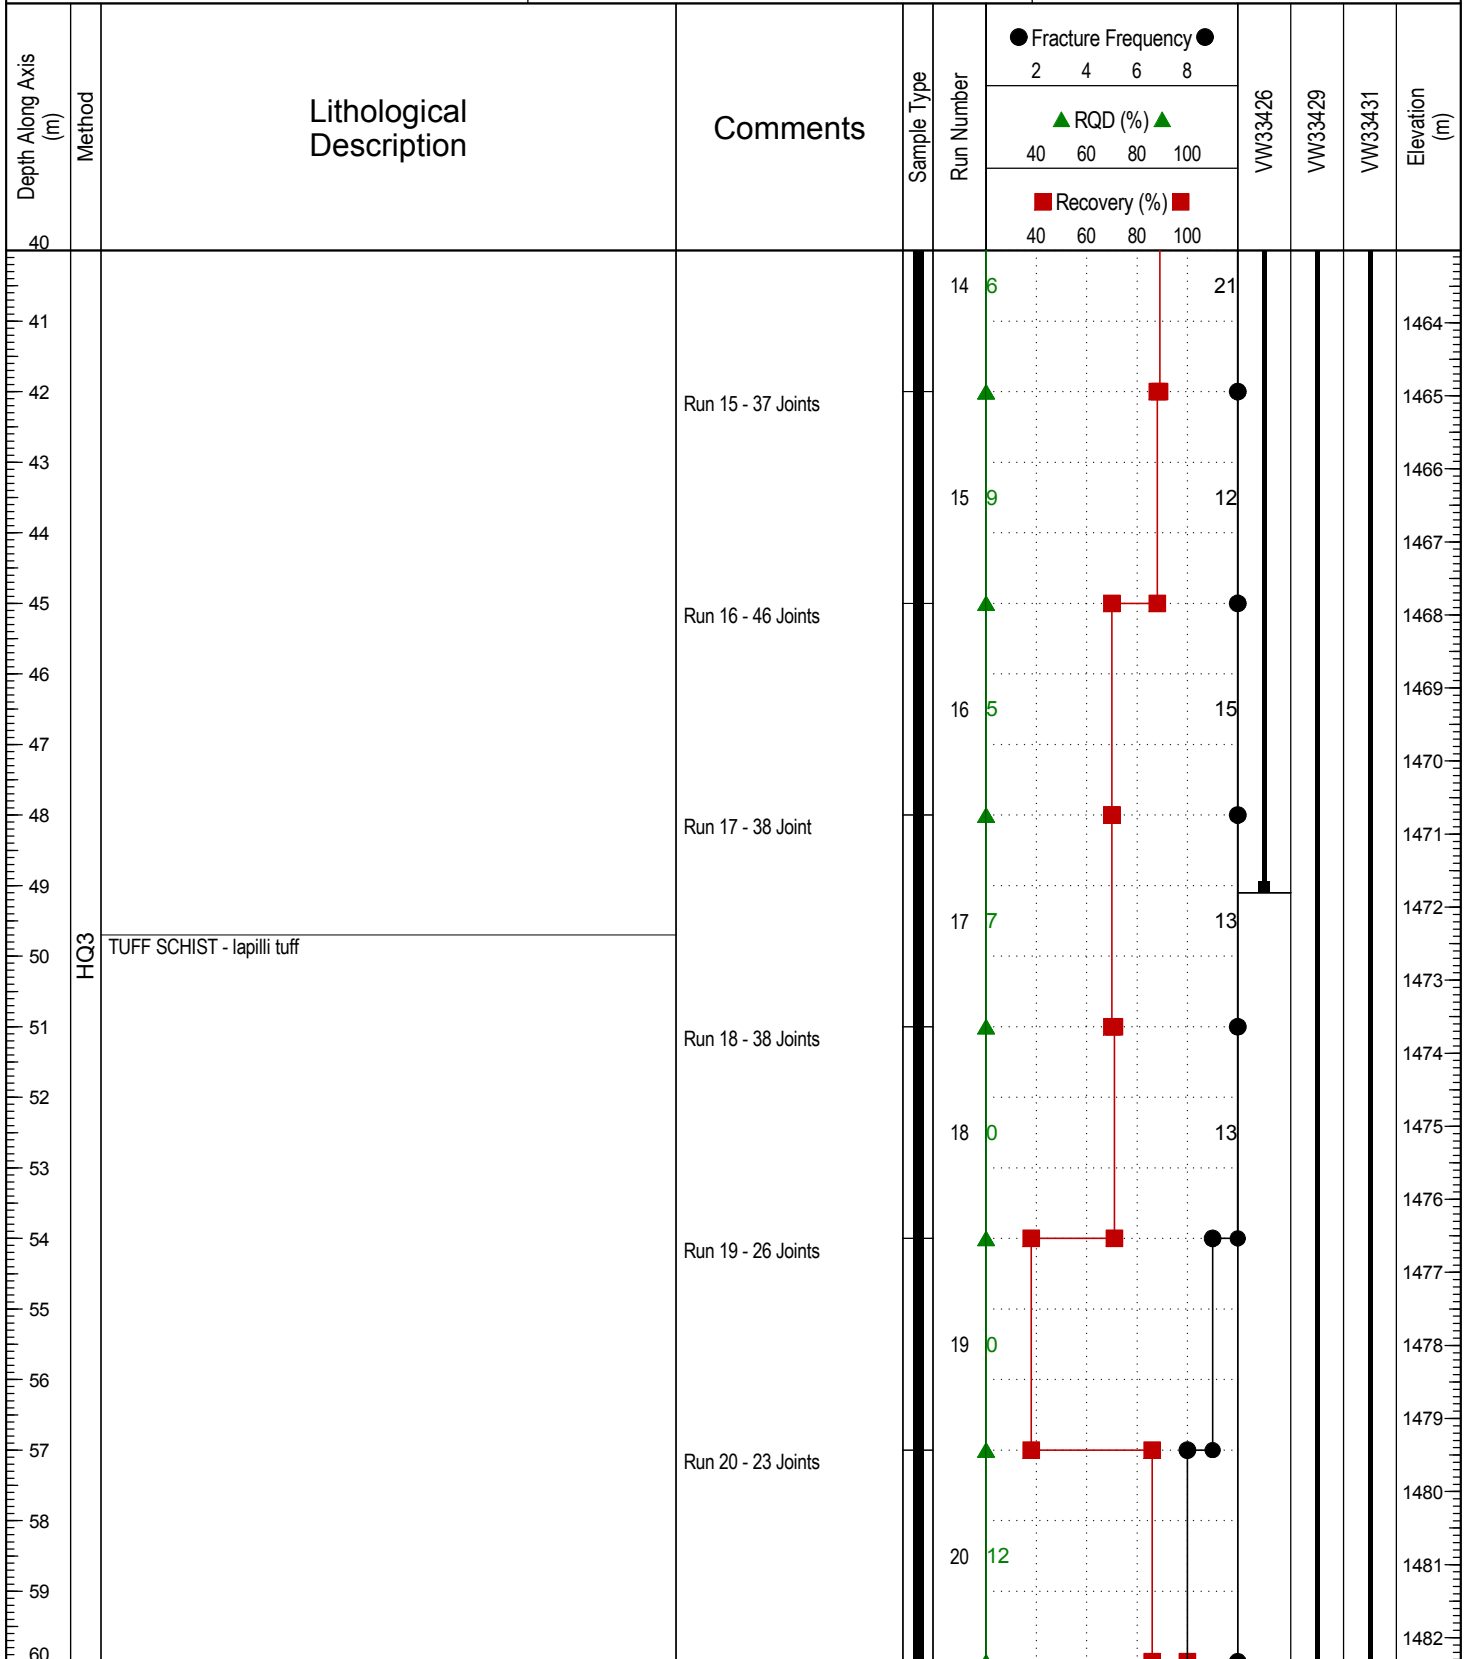 Depth Along Axis
(m)
Method
Lithological
Description
Comments
Sample Type
Run Number
Fracture Frequency
2 4 6 8
RQD (%)
40 60 80 100
Recovery (%)
40 60 80 100
VW33426
VW33429
VW33431
Elevation
(m)
40
14 6 21
41 1464
42 1465
Run 15 - 37 Joints
43 1466
15 9 12
44 1467
45 1468
Run 16 - 46 Joints
46 1469
16 5 15
47 1470
48 1471
Run 17 - 38 Joint
49 1472
17 7 13
HQ3
TUFF SCHIST - lapilli tuff
50 1473
51 1474
Run 18 - 38 Joints
52 1475
18 0 13
53 1476
54 1477
Run 19 - 26 Joints
55 1478
19 0
56 1479
57 1480
Run 20 - 23 Joints
58 1481
20 12
59 1482
60